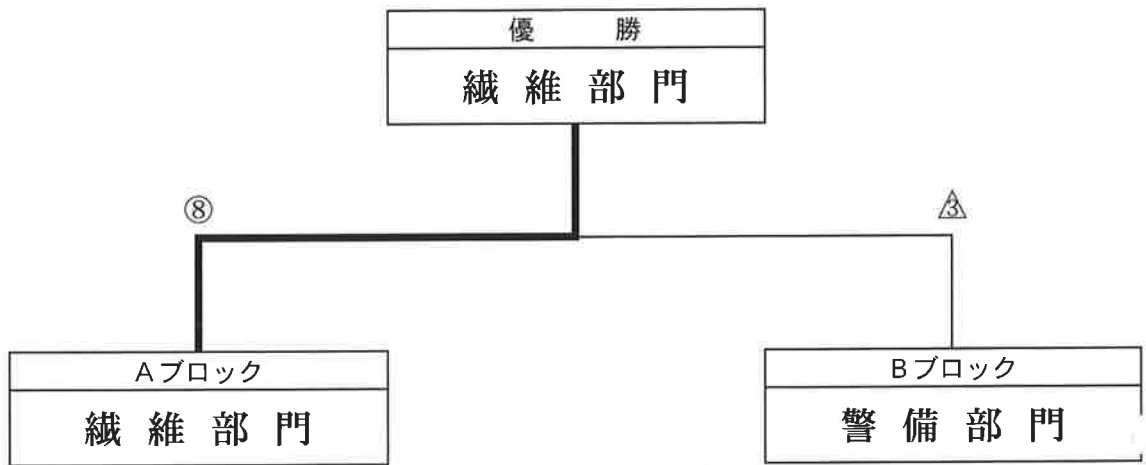 優 勝
繊 維 部 門
⑧
3
Aブロック
繊 維 部 門
Bブロック
警 備 部 門